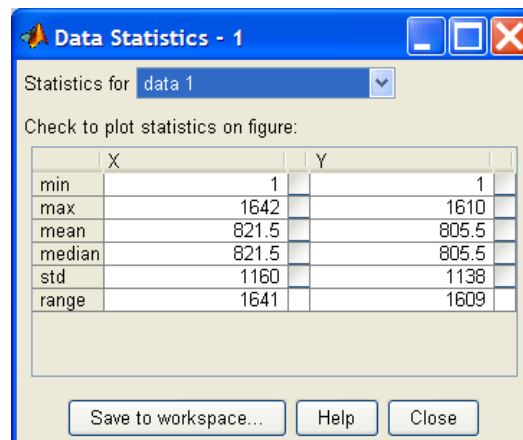 Data Statistics - 1
Statistics for data 1
Check to plot statistics on figure:
X Y
min 1 1
max 1642 1610
mean 821.5 805.5
median 821.5 805.5
std 1160 1138
range 1641 1609
Save to workspace... Help Close